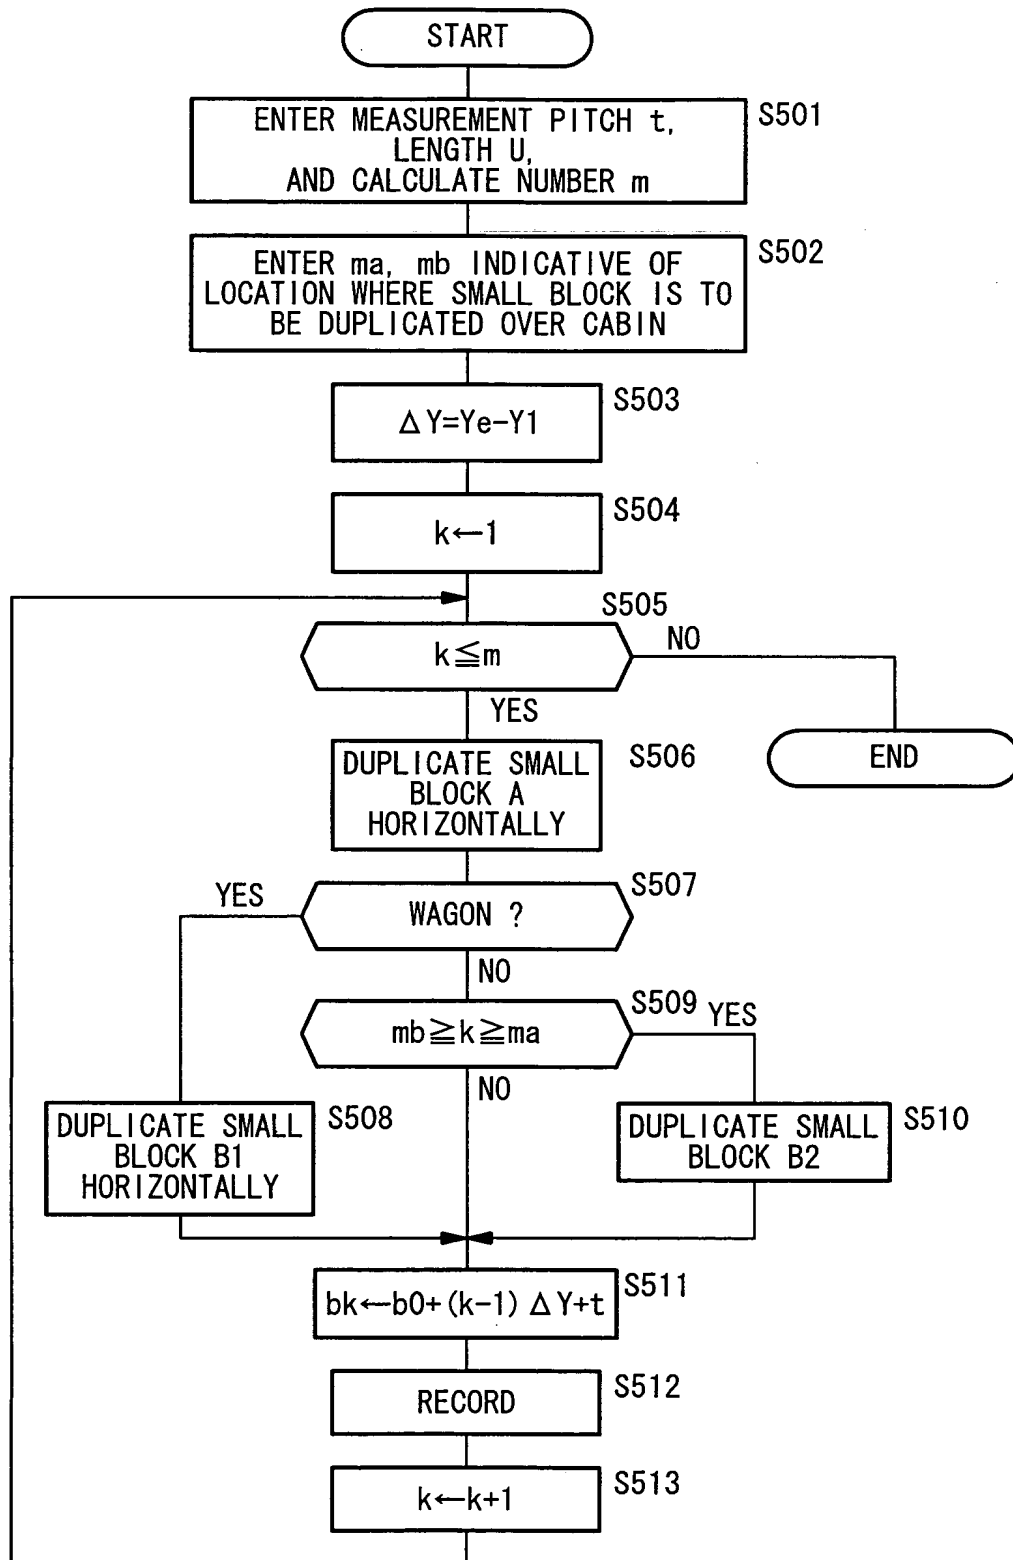 START
S501
ENTER MEASUREMENT PITCH t,
LENGTH U,
AND CALCULATE NUMBER m
S502
ENTER ma, mb INDICATIVE OF
LOCATION WHERE SMALL BLOCK IS TO
BE DUPLICATED OVER CABIN
S503
ΔY=Ye-Y1
S504
k←1
S505
k≦m
NO
YES
END
S506
DUPLICATE SMALL
BLOCK A
HORIZONTALLY
S507
YES
WAGON ?
NO
S509
mb≧k≧ma
YES
NO
S508
DUPLICATE SMALL
BLOCK B1
HORIZONTALLY
S510
DUPLICATE SMALL
BLOCK B2
S511
bk←b0+(k-1)ΔY+t
S512
RECORD
S513
k←k+1